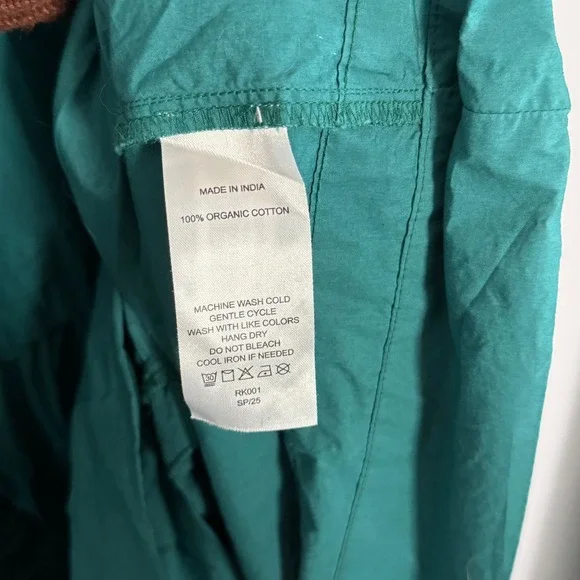 MADE IN INDIA
100% ORGANIC COTTON
MACHINE WASH COLD
GENTLE CYCLE
WASH WITH LIKE COLORS
HANG DRY
DO NOT BLEACH
COOL IRON IF NEEDED
30
RK001
SP/25